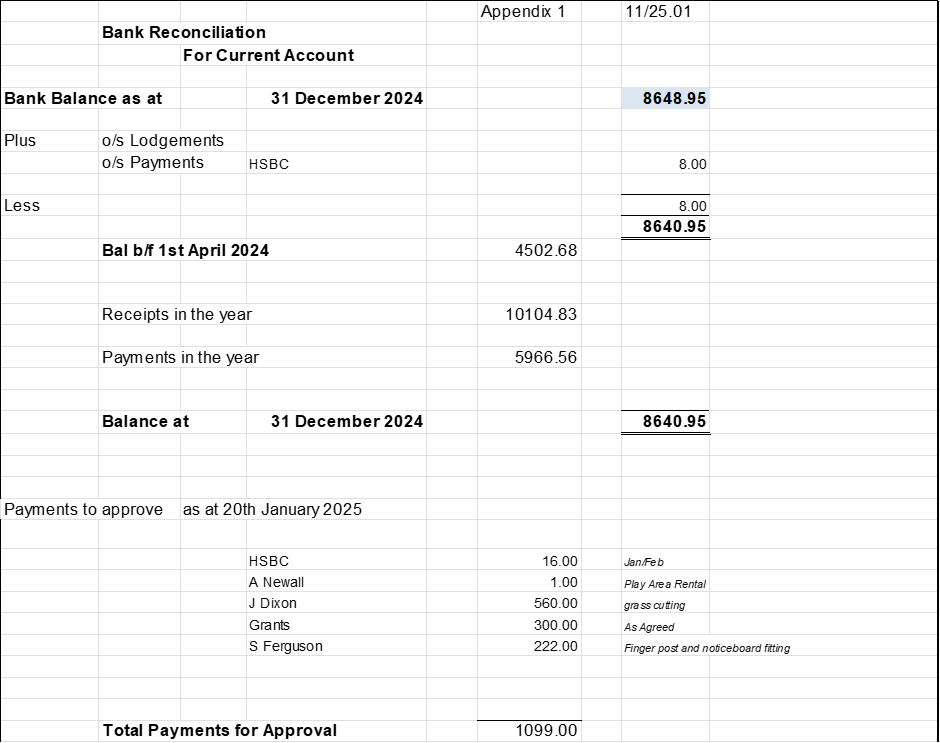 Appendix 1 11/25.01
Bank Reconciliation
For Current Account
Bank Balance as at 31 December 2024 8648.95
Plus o/s Lodgements
o/s Payments HSBC 8.00
Less 8.00
8640.95
Bal b/f 1st April 2024 4502.68
Receipts in the year 10104.83
Payments in the year 5966.56
Balance at 31 December 2024 8640.95
Payments to approve as at 20th January 2025
HSBC 16.00 Jan/Feb
A Newall 1.00 Play Area Rental
J Dixon 560.00 grass cutting
Grants 300.00 As Agreed
S Ferguson 222.00 Finger post and noticeboard fitting
Total Payments for Approval 1099.00